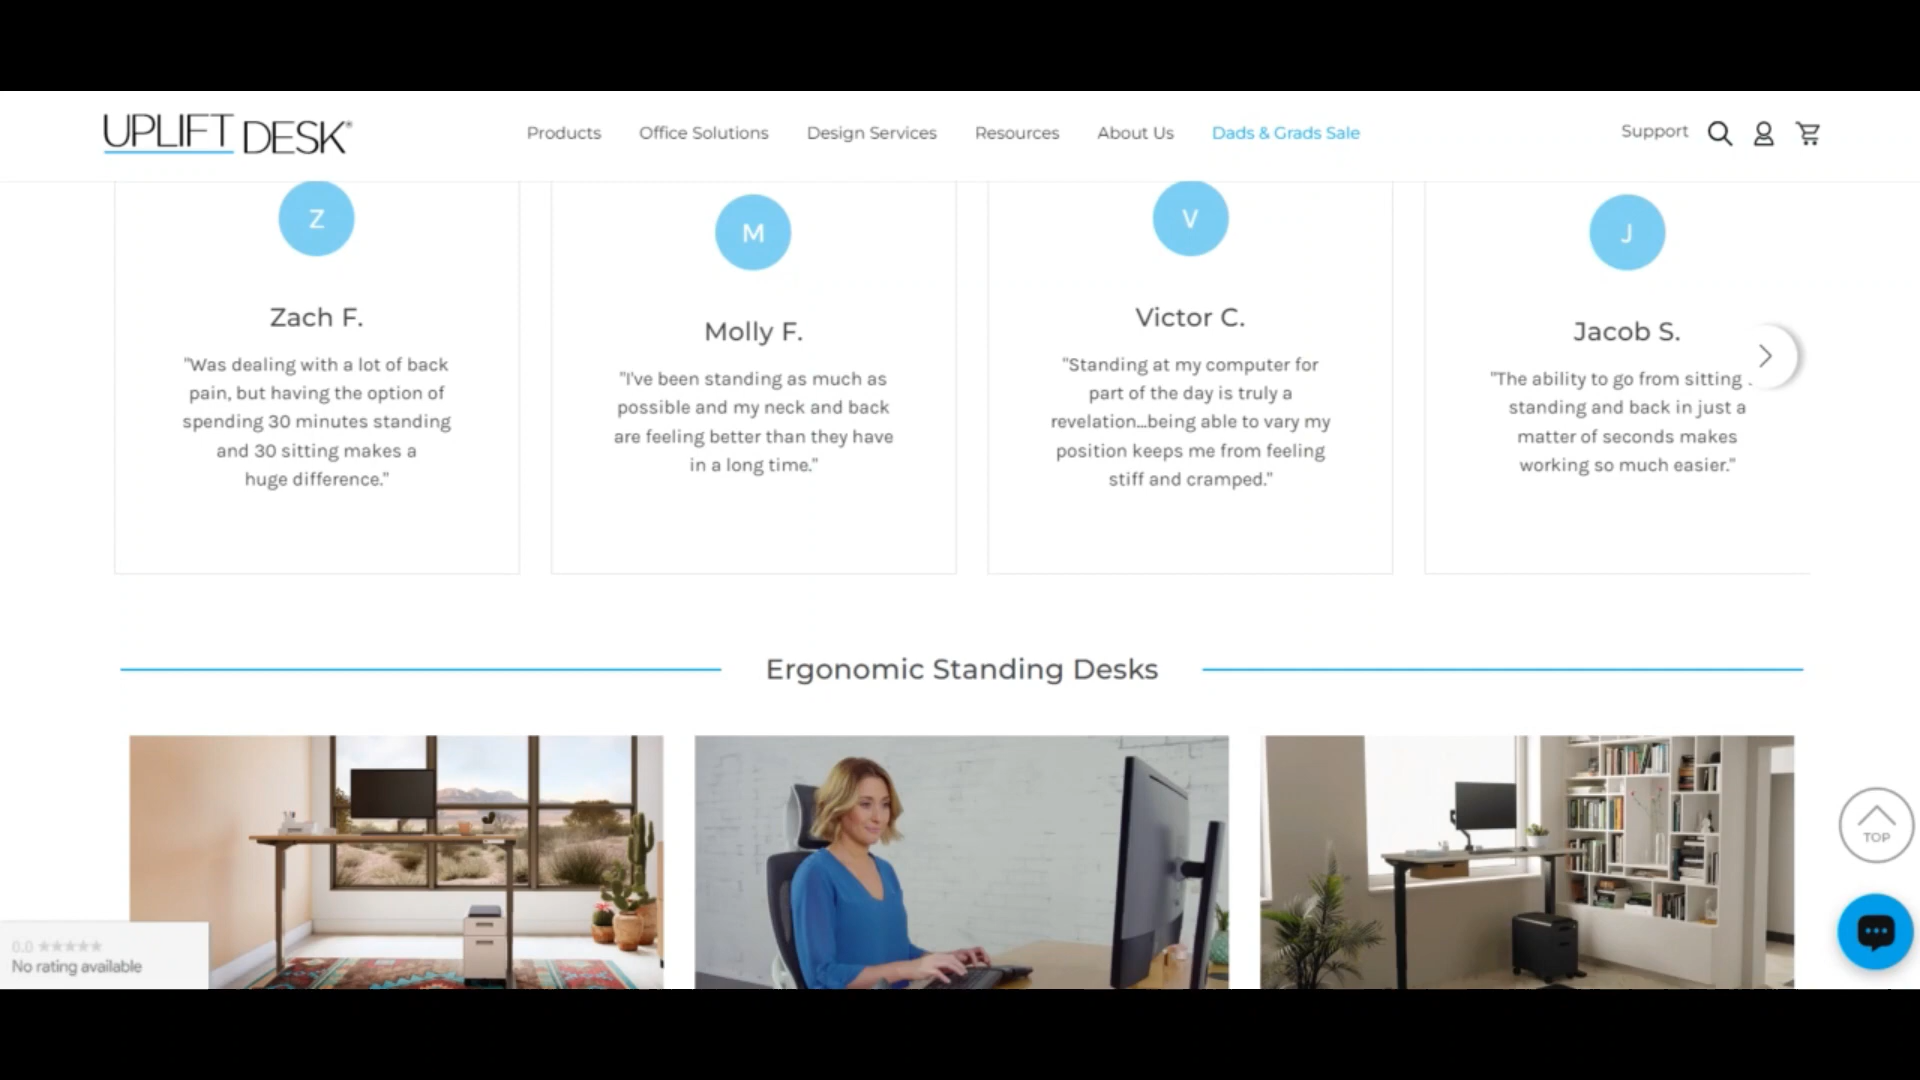 UPLIFT DESK®
Products
Office Solutions
Design Services
Resources
About Us
Dads & Grads Sale
Support
Z
Zach F.
"Was dealing with a lot of back
pain, but having the option of
spending 30 minutes standing
and 30 sitting makes a
huge difference."
M
Molly F.
"I've been standing as much as
possible and my neck and back
are feeling better than they have
in a long time."
V
Victor C.
"Standing at my computer for
part of the day is truly a
revelation...being able to vary my
position keeps me from feeling
stiff and cramped."
J
Jacob S.
"The ability to go from sitting
standing and back in just a
matter of seconds makes
working so much easier."
Ergonomic Standing Desks
TOP
0.0 ★★★★★
No rating available